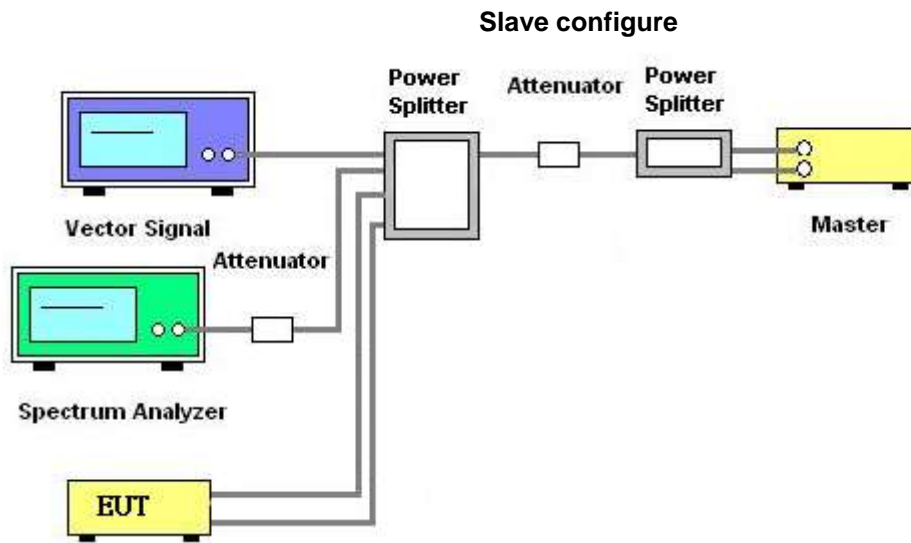 Slave configure
Power
Splitter
Attenuator
Power
Splitter
Vector Signal
Master
Attenuator
Spectrum Analyzer
EUT